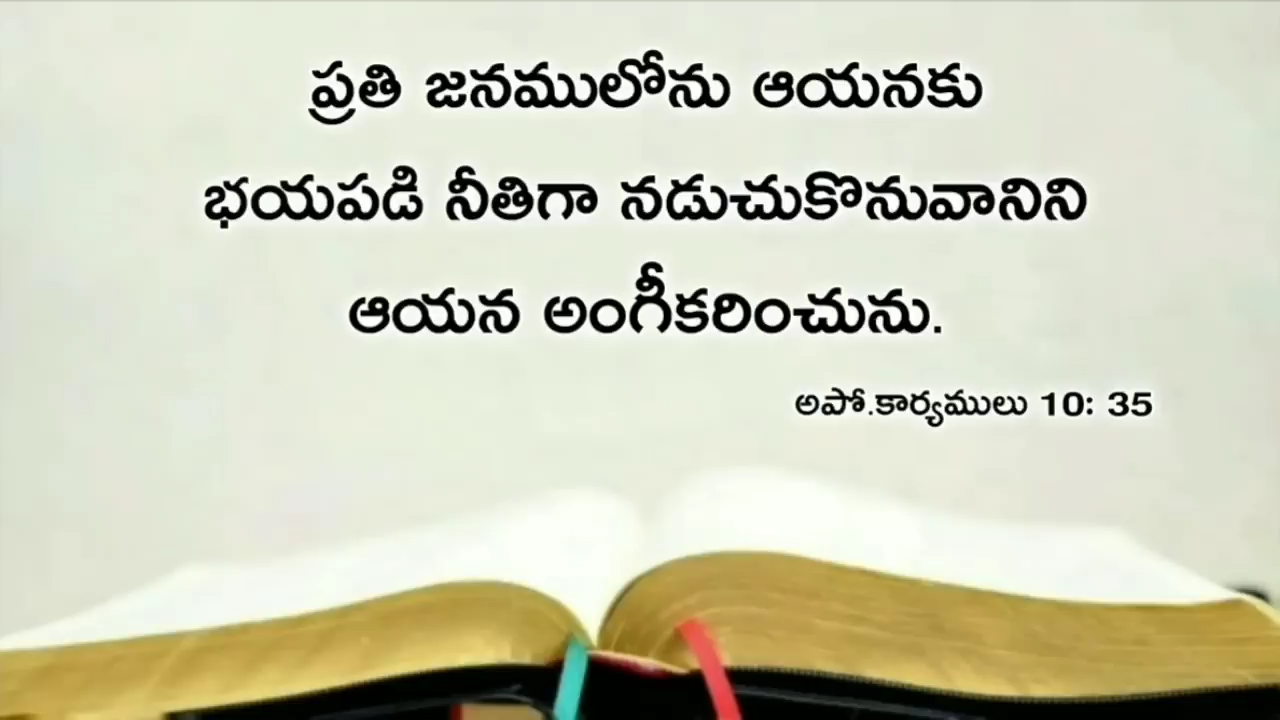 ప్రతి జనములోను ఆయనకు
భయపడి నీతిగా నడుచుకొనువానిని
ఆయన అంగీకరించును.
అపో.కార్యములు 10: 35